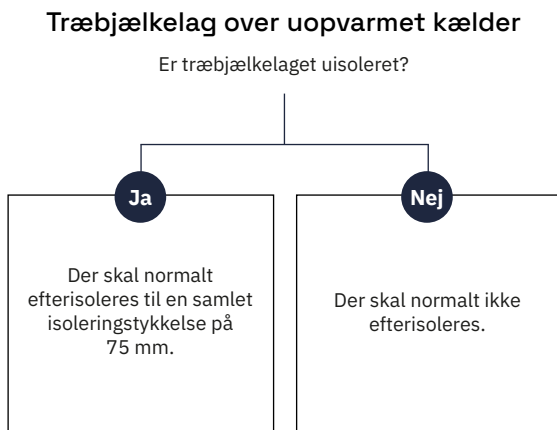 Træbjælkelag over uopvarmet kælder
Er træbjælkelaget uisoleret?
Ja
Der skal normalt
efterisoleres til en samlet
isoleringstykkelse på
75 mm.
Nej
Der skal normalt ikke
efterisoleres.